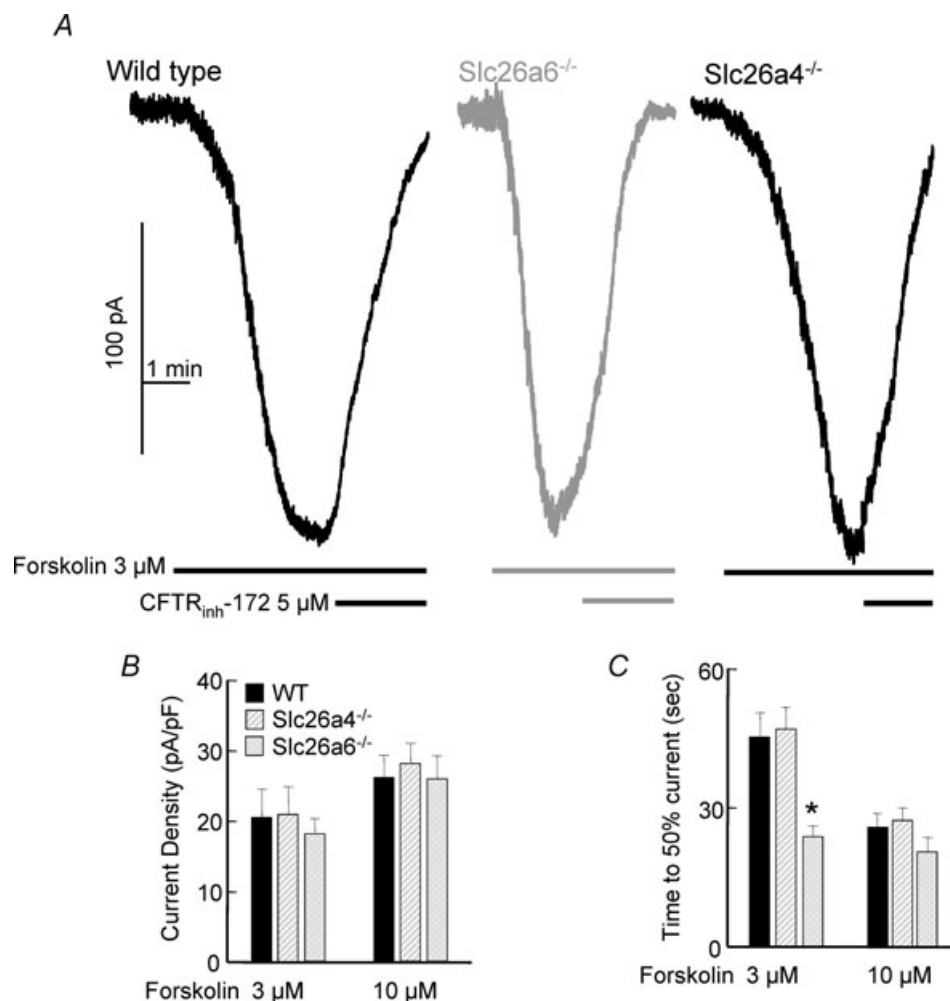 A
Wild type
Slc26a6-/-
Slc26a4-/-
100 pA
1 min
Forskolin 3 µM
CFTRinh-172 5 µM
B
Current Density (pA/pF)
40
30
20
10
0
WT
Slc26a4-/-
Slc26a6-/-
Forskolin 3 µM 10 µM
C
Time to 50% current (sec)
60
30
0
*
Forskolin 3 µM 10 µM